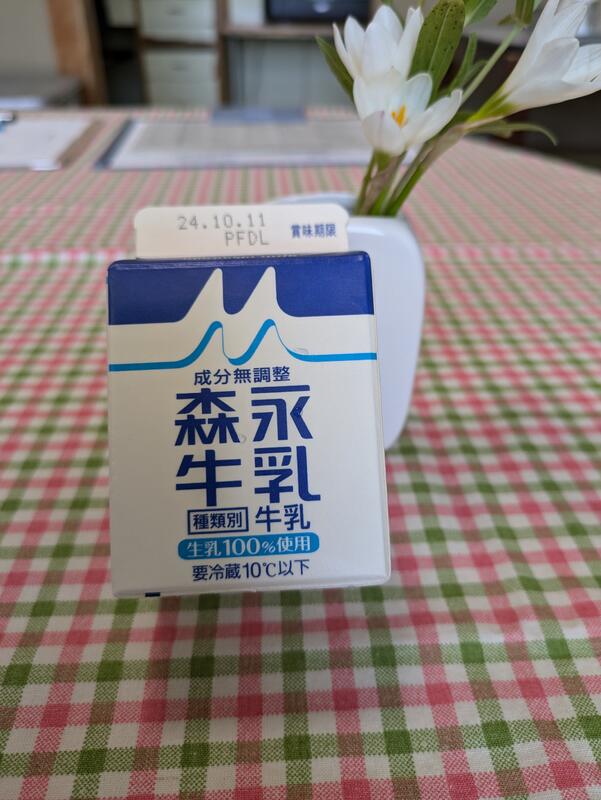 24.10.11
PFDL 賞味期限
成分無調整
森永
牛乳
種類別 牛乳
生乳100%使用
要冷蔵10℃以下